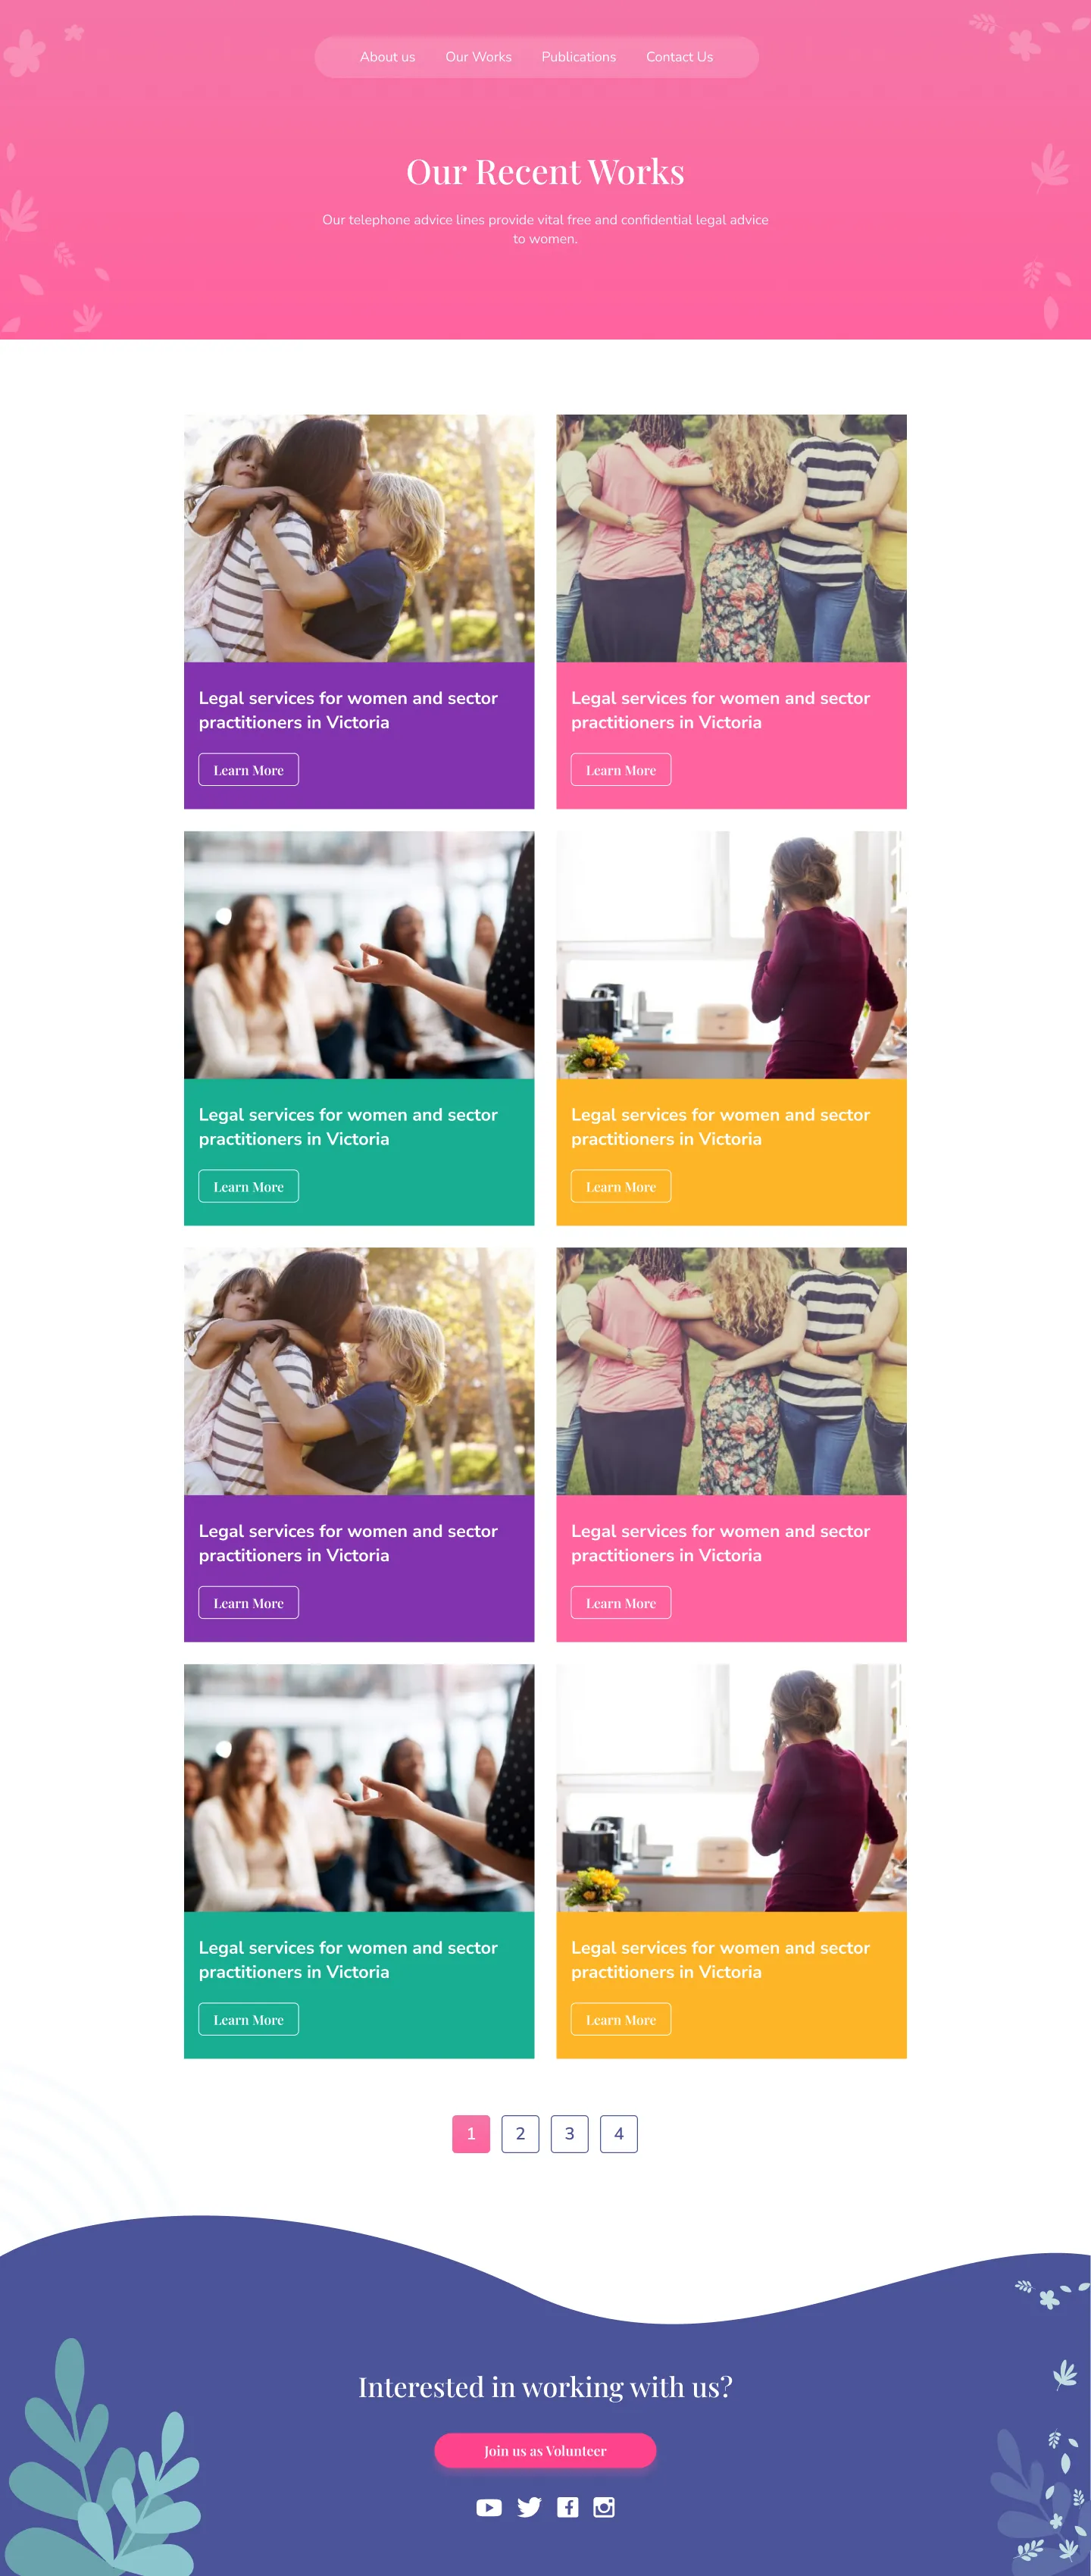 About us Our Works Publications Contact Us
Our Recent Works
Our telephone advice lines provide vital free and confidential legal advice
to women.
Legal services for women and sector
practitioners in Victoria
Learn More
Legal services for women and sector
practitioners in Victoria
Learn More
Legal services for women and sector
practitioners in Victoria
Learn More
Legal services for women and sector
practitioners in Victoria
Learn More
Legal services for women and sector
practitioners in Victoria
Learn More
Legal services for women and sector
practitioners in Victoria
Learn More
Legal services for women and sector
practitioners in Victoria
Learn More
Legal services for women and sector
practitioners in Victoria
Learn More
1 2 3 4
Interested in working with us?
Join us as Volunteer